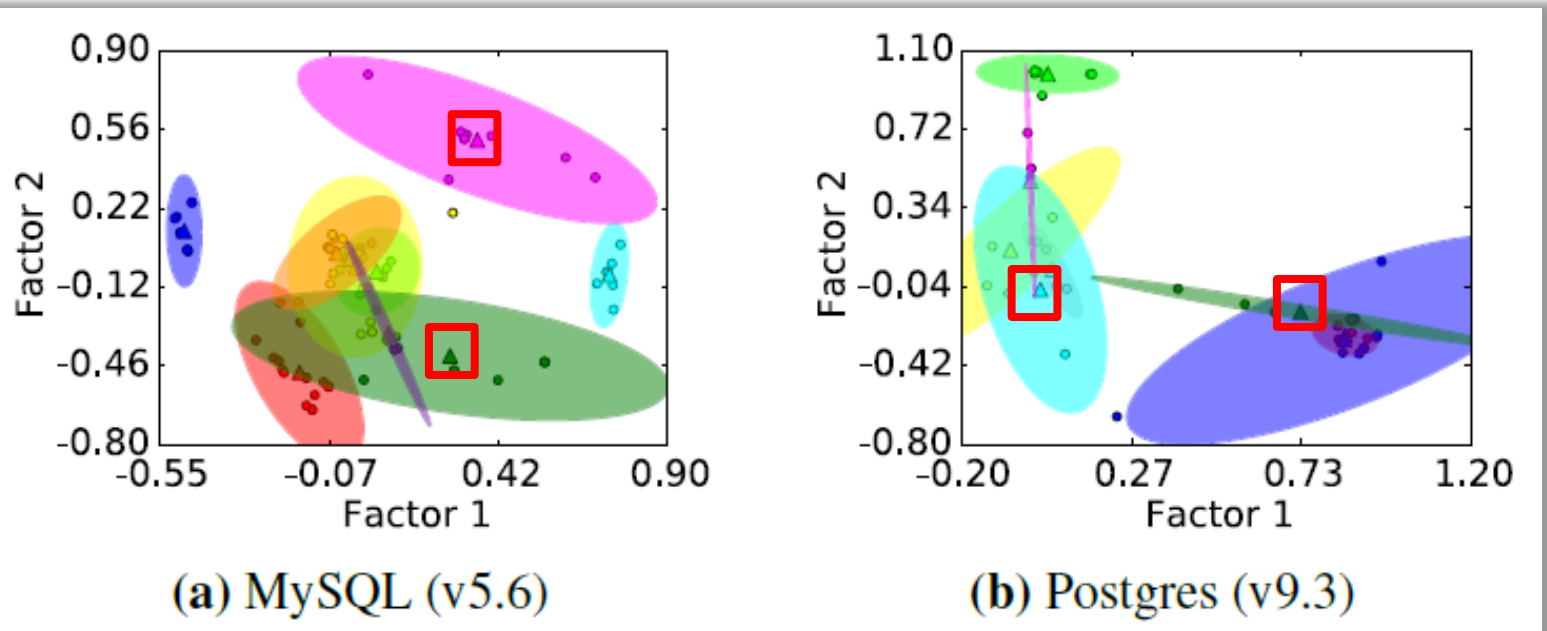 0.90
0.56
0.22
-0.12
-0.46
-0.80
Factor 2
-0.55 -0.07 0.42 0.90
Factor 1
(a) MySQL (v5.6)
1.10
0.72
0.34
-0.04
-0.42
-0.80
Factor 2
-0.20 0.27 0.73 1.20
Factor 1
(b) Postgres (v9.3)